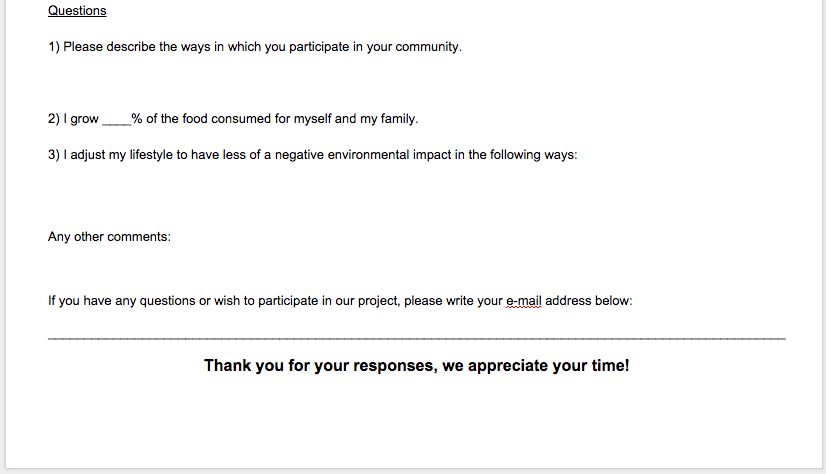 Questions
1) Please describe the ways in which you participate in your community.
2) I grow ____% of the food consumed for myself and my family.
3) I adjust my lifestyle to have less of a negative environmental impact in the following ways:
Any other comments:
If you have any questions or wish to participate in our project, please write your e-mail address below:
Thank you for your responses, we appreciate your time!